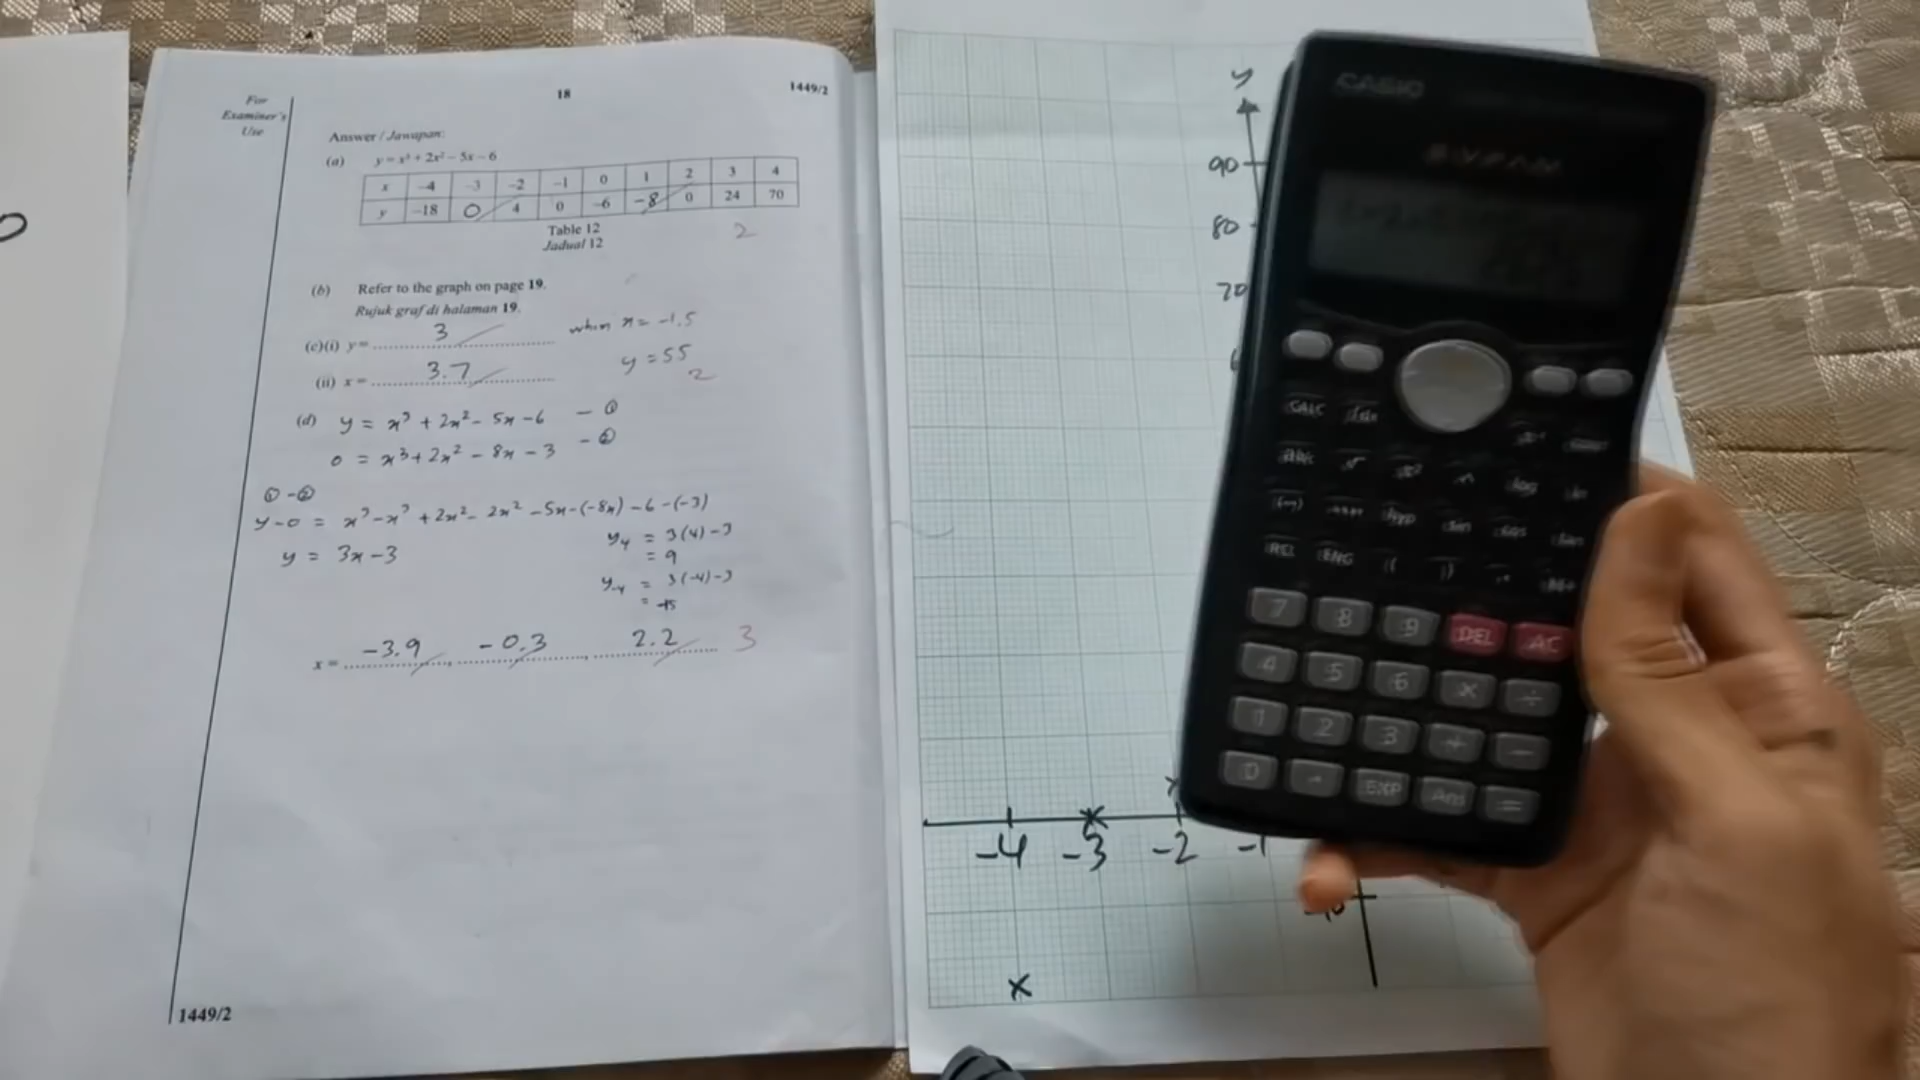 For
Examiner's
Use
18
1449/2
Answer / Jawapan:
(a) y = x³ + 2x² – 5x – 6
x –4 –3 –2 –1 0 1 2 3 4
y –18 0 4 0 –6 –8 0 24 70
Table 12
Jadual 12
2
(b) Refer to the graph on page 19.
Rujuk graf di halaman 19.
(c)(i) y = 3
when x = -1.5
(ii) x = 3.7
y = 55
2
(d) y = x³ + 2x² - 5x - 6 - ①
0 = x³ + 2x² - 8x - 3 - ②
① - ②
y - 0 = x³ - x³ + 2x² - 2x² - 5x - (-8x) - 6 - (-3)
y = 3x - 3
y₄ = 3(4) - 3
= 9
y₋₄ = 3(-4) - 3
= -15
x = -3.9, -0.3, 2.2 3
1449/2
y
90
80
70
-4 -3 -2 -1
-10
CASIO
CALC
hyp sin cos tan
ENG ( ) ,
7 8 9 DEL AC
4 5 6 × ÷
1 2 3 + −
0 . EXP Ans =